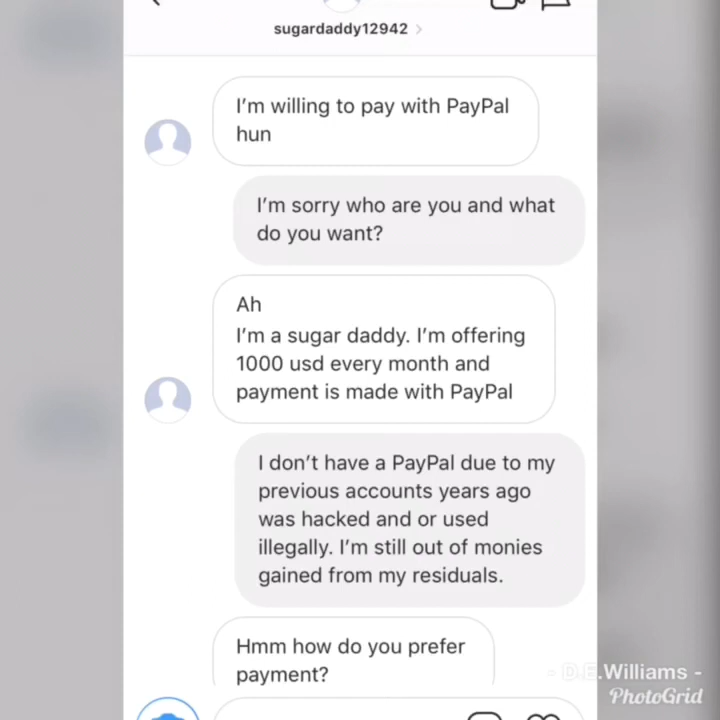 sugardaddy12942
I'm willing to pay with PayPal
hun
I'm sorry who are you and what
do you want?
Ah
I'm a sugar daddy. I'm offering
1000 usd every month and
payment is made with PayPal
I don't have a PayPal due to my
previous accounts years ago
was hacked and or used
illegally. I'm still out of monies
gained from my residuals.
Hmm how do you prefer
payment?
- D.E.Williams -
PhotoGrid